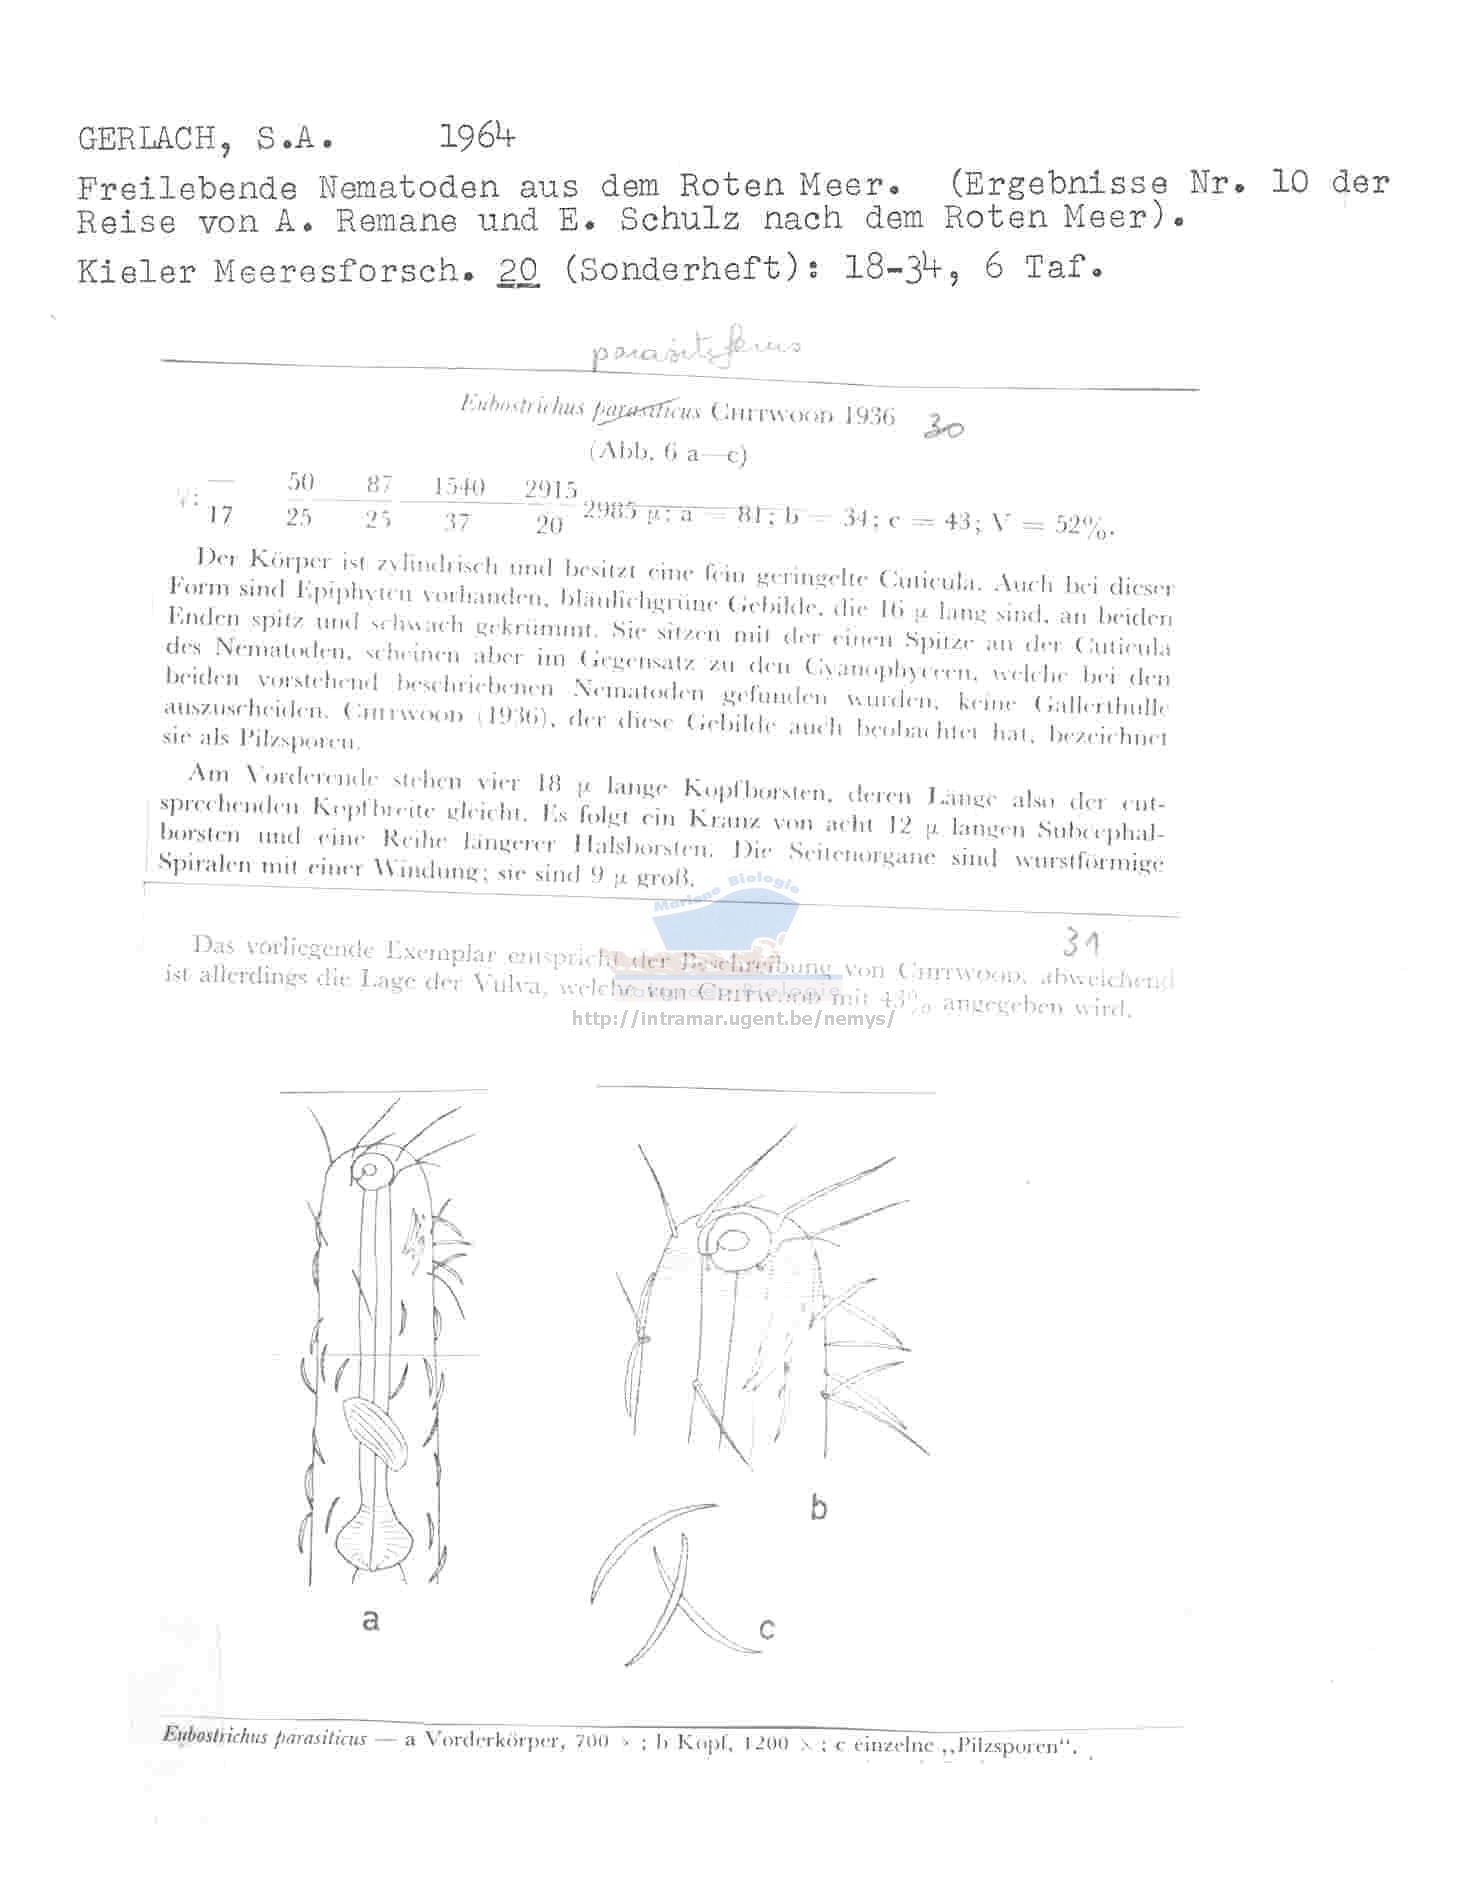 GERLACH, S.A. 1964
Freilebende Nematoden aus dem Roten Meer. (Ergebnisse Nr. 10 der
Reise von A. Remane und E. Schulz nach dem Roten Meer).
Kieler Meeresforsch. 20 (Sonderheft): 18-34, 6 Taf.
parasitiferus
Eubostrichus parasiticus CHITWOOD 1936 30
(Abb. 6 a—c)
— 50 87 1540 2915
♀: 17 25 25 37 20 2985 µ; a = 81; b = 34; c = 43; V = 52%.
Der Körper ist zylindrisch und besitzt eine fein geringelte Cuticula. Auch bei dieser
Form sind Epiphyten vorhanden, bläulichgrüne Gebilde, die 16 µ lang sind, an beiden
Enden spitz und schwach gekrümmt. Sie sitzen mit der einen Spitze an der Cuticula
des Nematoden, scheinen aber im Gegensatz zu den Cyanophyceen, welche bei den
beiden vorstehend beschriebenen Nematoden gefunden wurden, keine Gallerthülle
auszuscheiden. CHITWOOD (1936), der diese Gebilde auch beobachtet hat, bezeichnet
sie als Pilzsporen.
Am Vorderende stehen vier 18 µ lange Kopfborsten, deren Länge also der ent-
sprechenden Kopfbreite gleicht. Es folgt ein Kranz von acht 12 µ langen Subcephal-
borsten und eine Reihe längerer Halsborsten. Die Seitenorgane sind wurstförmige
Spiralen mit einer Windung; sie sind 9 µ groß.
Mariene Biologie
31
Das vorliegende Exemplar entspricht der Beschreibung von CHITWOOD, abweichend
ist allerdings die Lage der Vulva, welche von CHITWOOD mit 43% angegeben wird.
http://intramar.ugent.be/nemys/
b
a
c
Eubostrichus parasiticus — a Vorderkörper, 700 × ; b Kopf, 1200 × ; c einzelne „Pilzsporen“.